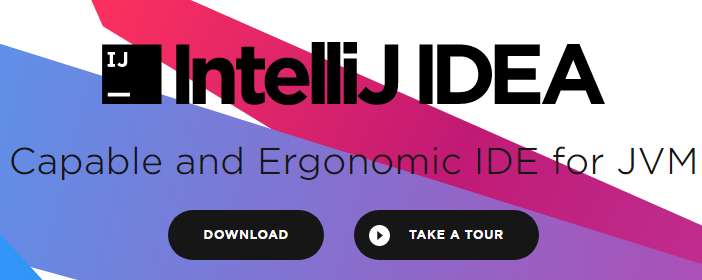 IJ
IntelliJ IDEA
Capable and Ergonomic IDE for JVM
DOWNLOAD
TAKE A TOUR